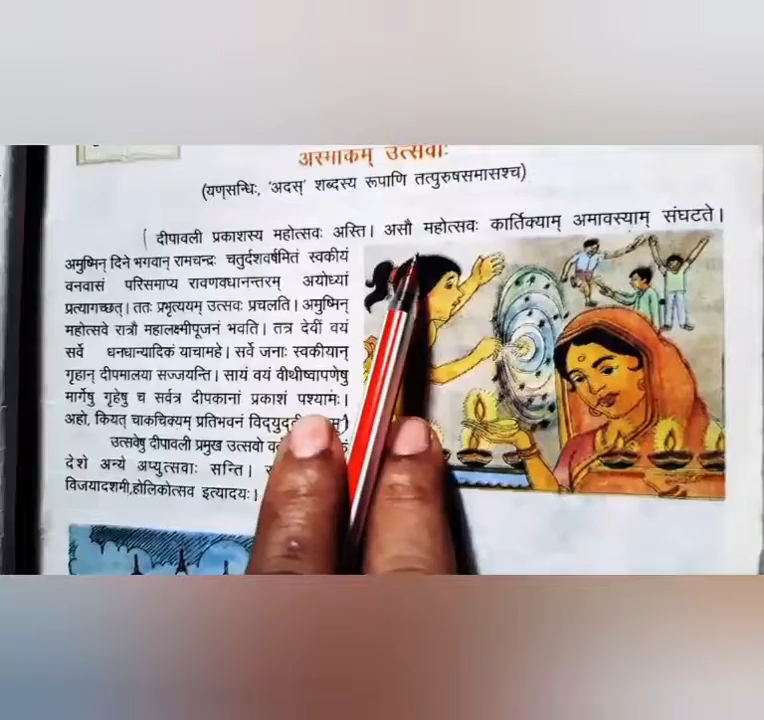 अस्माकम् उत्सवाः
(यण्सन्धिः, 'अदस्' शब्दस्य रूपाणि तत्पुरुषसमासश्च)
दीपावली प्रकाशस्य महोत्सवः अस्ति। असौ महोत्सवः कार्तिक्याम् अमावस्याम् संघटते।
अमुष्मिन् दिने भगवान् रामचन्द्रः चतुर्दशवर्षमितं स्वकीयं
वनवासं परिसमाप्य रावणवधानन्तरम् अयोध्यां
प्रत्यागच्छत्। ततः प्रभृत्ययम् उत्सवः प्रचलति। अमुष्मिन्
महोत्सवे रात्रौ महालक्ष्मीपूजनं भवति। तत्र देवीं वयं
सर्वे धनधान्यादिकं याचामहे। सर्वे जनाः स्वकीयान्
गृहान् दीपमालया सज्जयन्ति। सायं वयं वीथीष्वापणेषु
मार्गेषु गृहेषु च सर्वत्र दीपकानां प्रकाशं पश्यामः।
अहो, कियत् चाकचिक्यम् प्रतिभवनं
उत्सवेषु दीपावली प्रमुख उत्सवो
देशे अन्ये अप्युत्सवाः सन्ति।
विजयादशमी,होलिकोत्सव इत्यादयः।